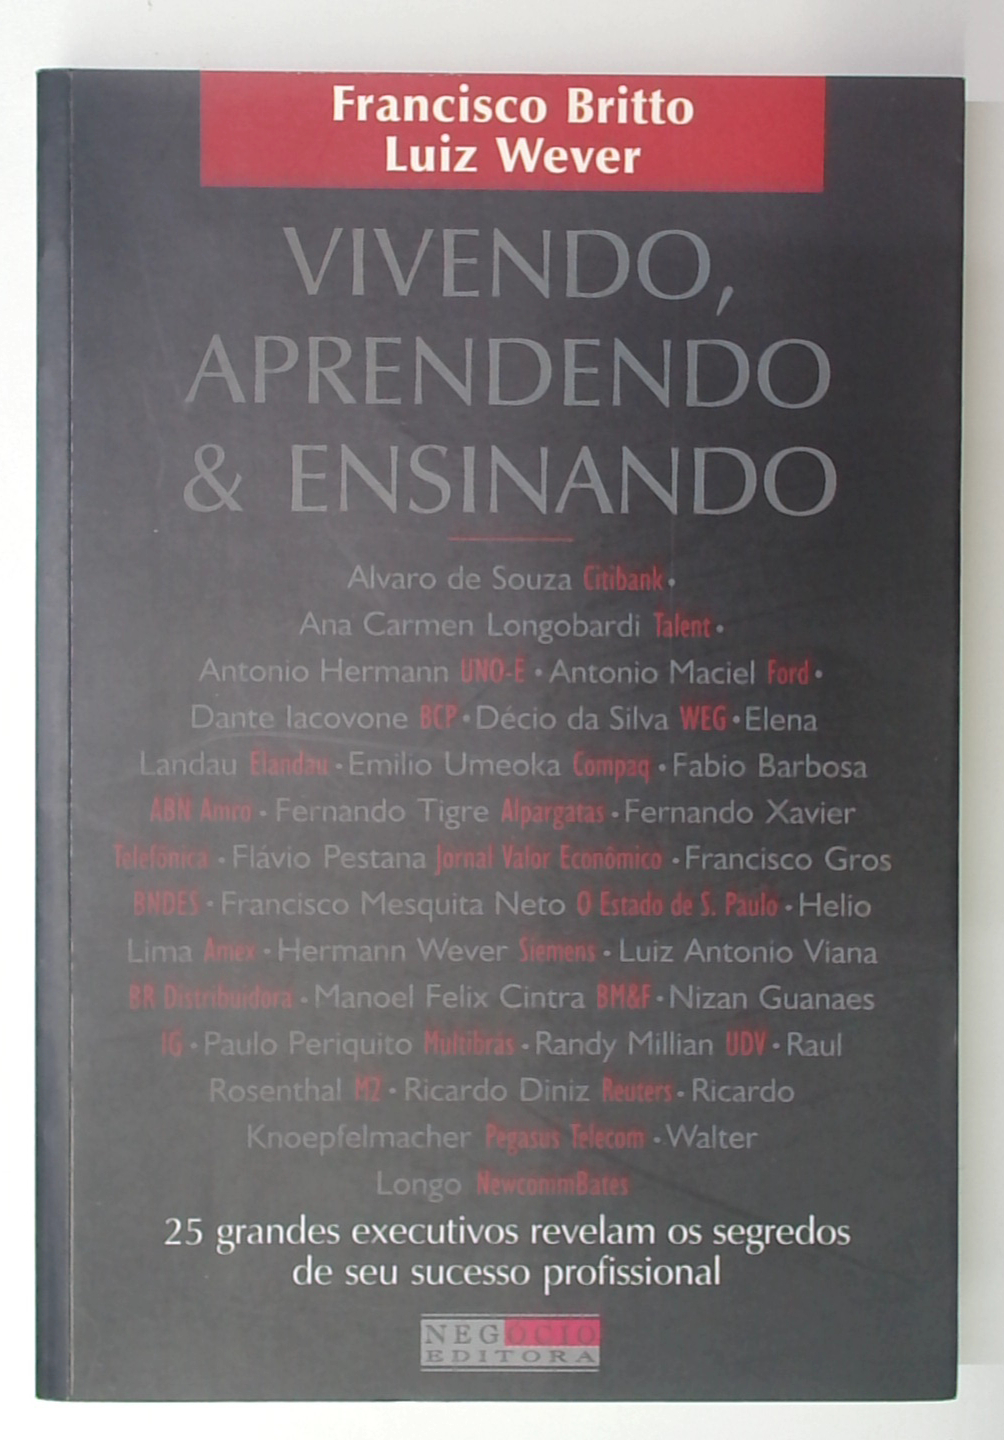 Francisco Britto
Luiz Wever
VIVENDO,
APRENDENDO
& ENSINANDO
Alvaro de Souza Citibank •
Ana Carmen Longobardi Talent •
Antonio Hermann UNO-E • Antonio Maciel Ford •
Dante Iacovone BCP • Décio da Silva WEG • Elena
Landau Elandau • Emilio Umeoka Compaq • Fabio Barbosa
ABN Amro • Fernando Tigre Alpargatas • Fernando Xavier
Telefônica • Flávio Pestana Jornal Valor Econômico • Francisco Gros
BNDES • Francisco Mesquita Neto O Estado de S. Paulo • Helio
Lima Amex • Hermann Wever Siemens • Luiz Antonio Viana
BR Distribuidora • Manoel Felix Cintra BM&F • Nizan Guanaes
IG • Paulo Periquito Multibrás • Randy Millian UDV • Raul
Rosenthal M2 • Ricardo Diniz Reuters • Ricardo
Knoepfelmacher Pegasus Telecom • Walter
Longo NewcommBates
25 grandes executivos revelam os segredos
de seu sucesso profissional
NEGÓCIO
EDITORA